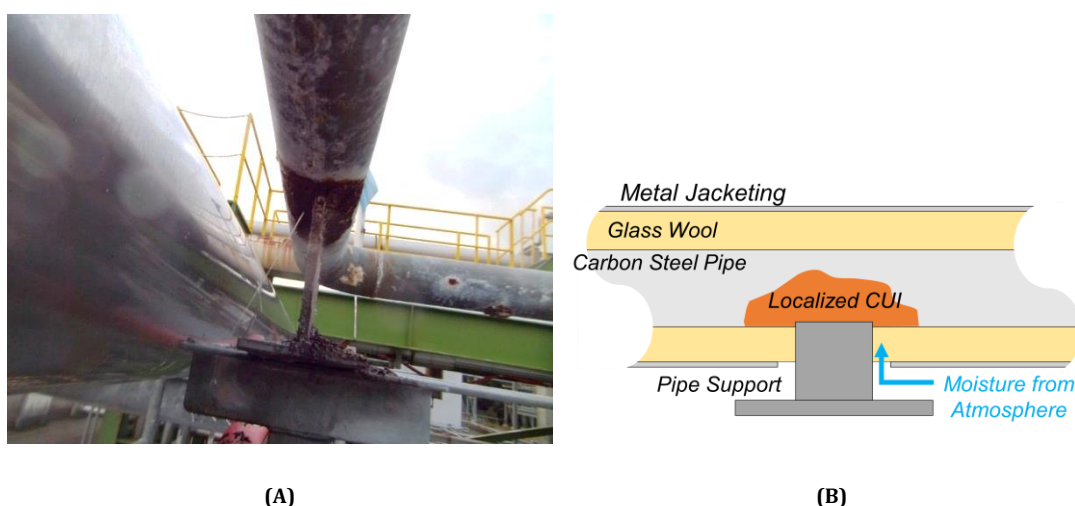 Metal Jacketing
Glass Wool
Carbon Steel Pipe
Localized CUI
Pipe Support
Moisture from
Atmosphere
(A)
(B)